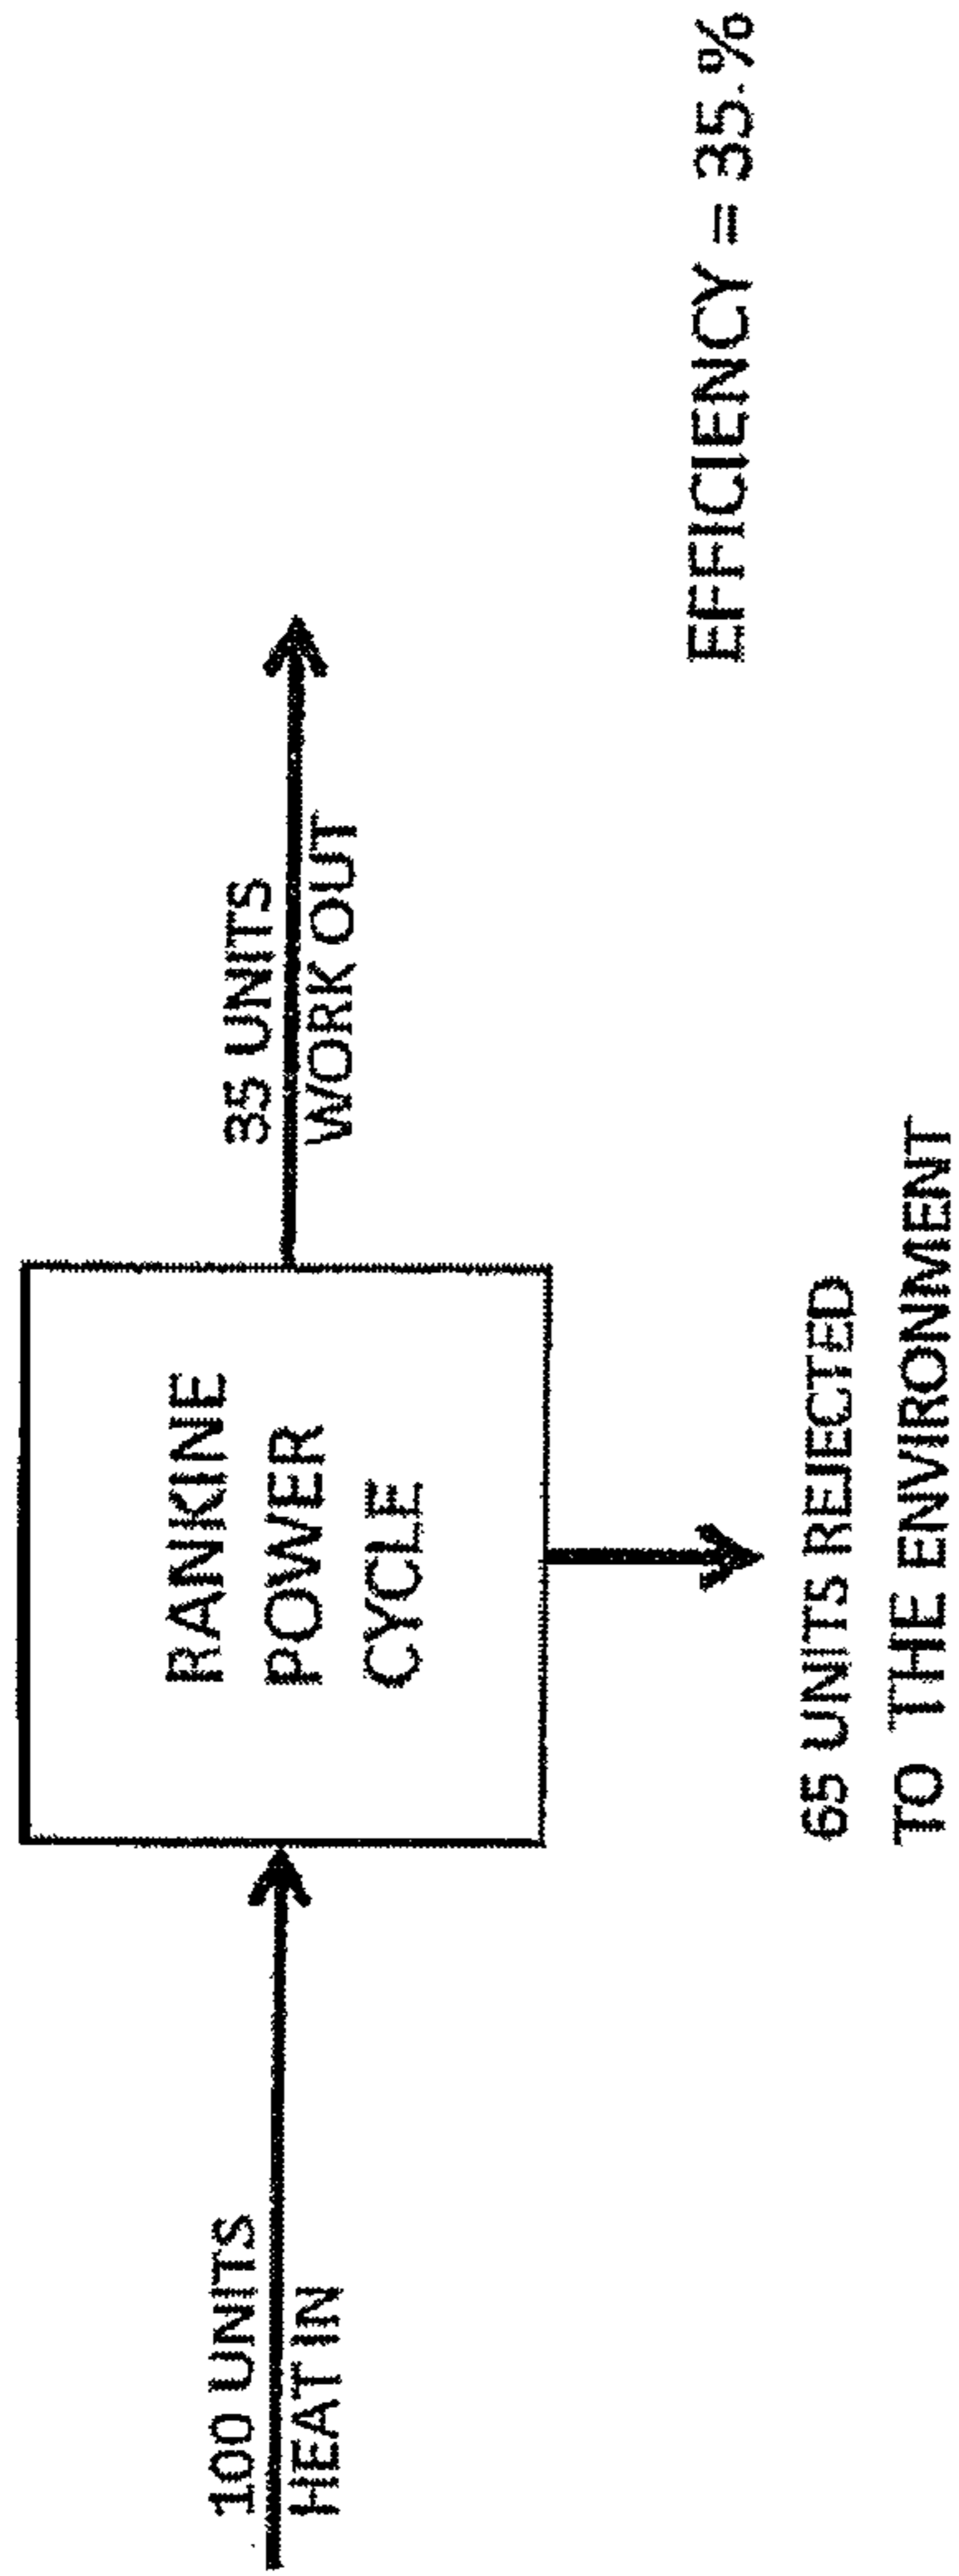 100 UNITS
HEAT IN
RANKINE
POWER
CYCLE
35 UNITS
WORK OUT
65 UNITS REJECTED
TO THE ENVIRONMENT
EFFICIENCY = 35.%